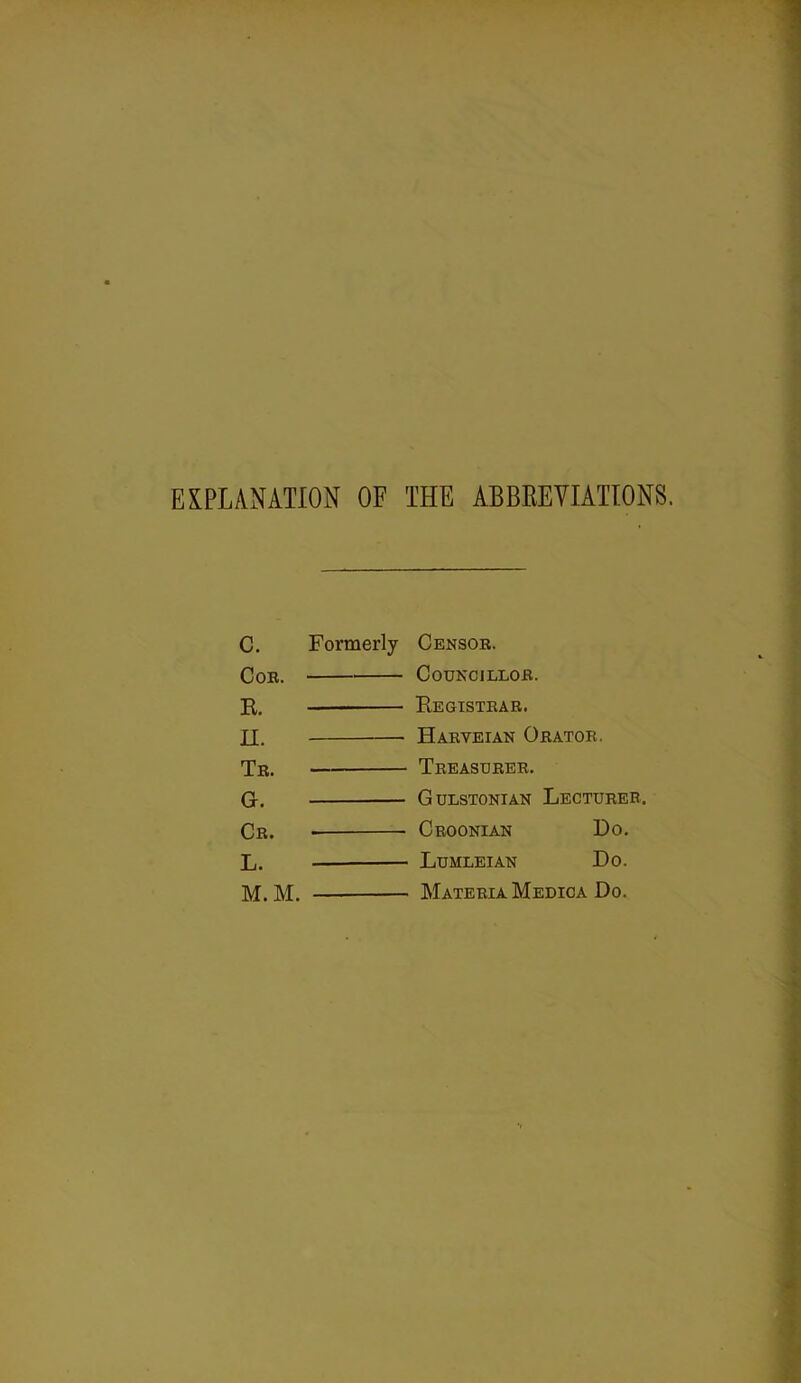 EXPLANATION OF THE ABBREVIATIONS.
C. Formerly CENSOR.
COR. ——— COUNCILLOR.
R. ——— REGISTRAR.
H. ——— HARVEIAN ORATOR.
TR. ——— TREASURER.
G. ——— GULSTONIAN LECTURER.
CR. ——— CROONIAN DO.
L. ——— LUMLEIAN DO.
M. M. ——— MATERIA MEDICA DO.